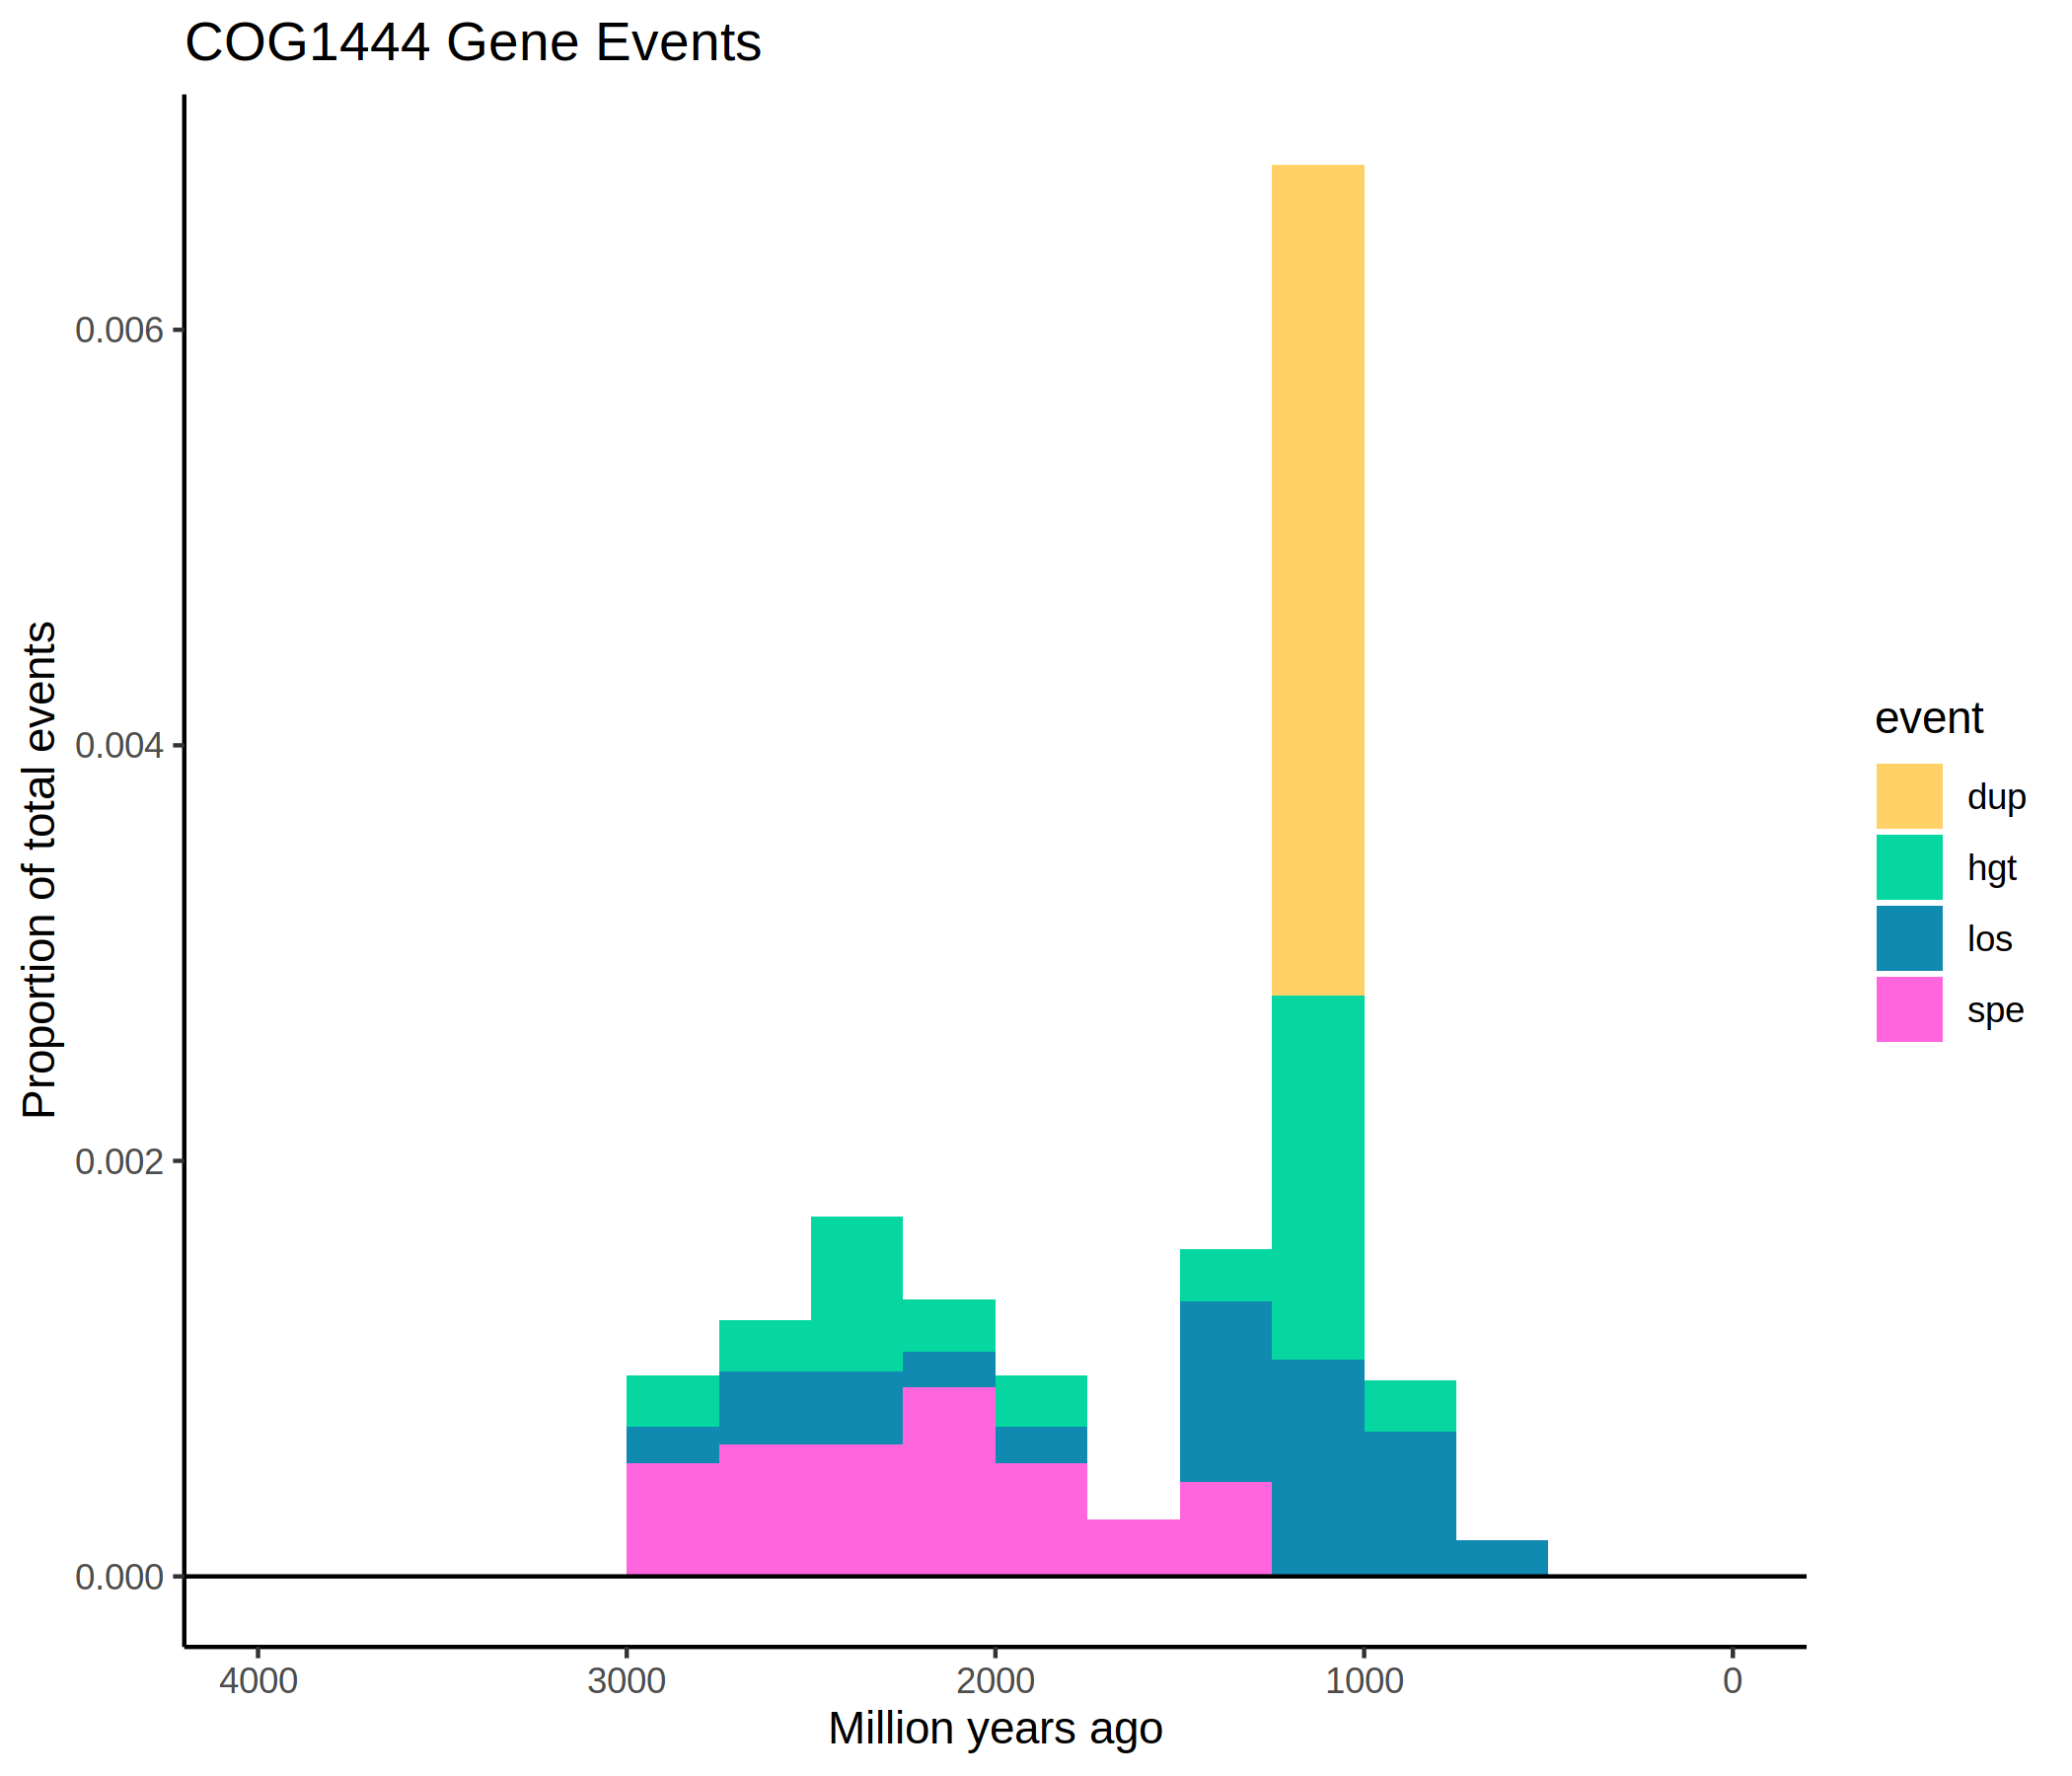 COG1444 Gene Events
Proportion of total events
0.006
0.004
0.002
0.000
4000 3000 2000 1000 0
Million years ago
event
dup
hgt
los
spe